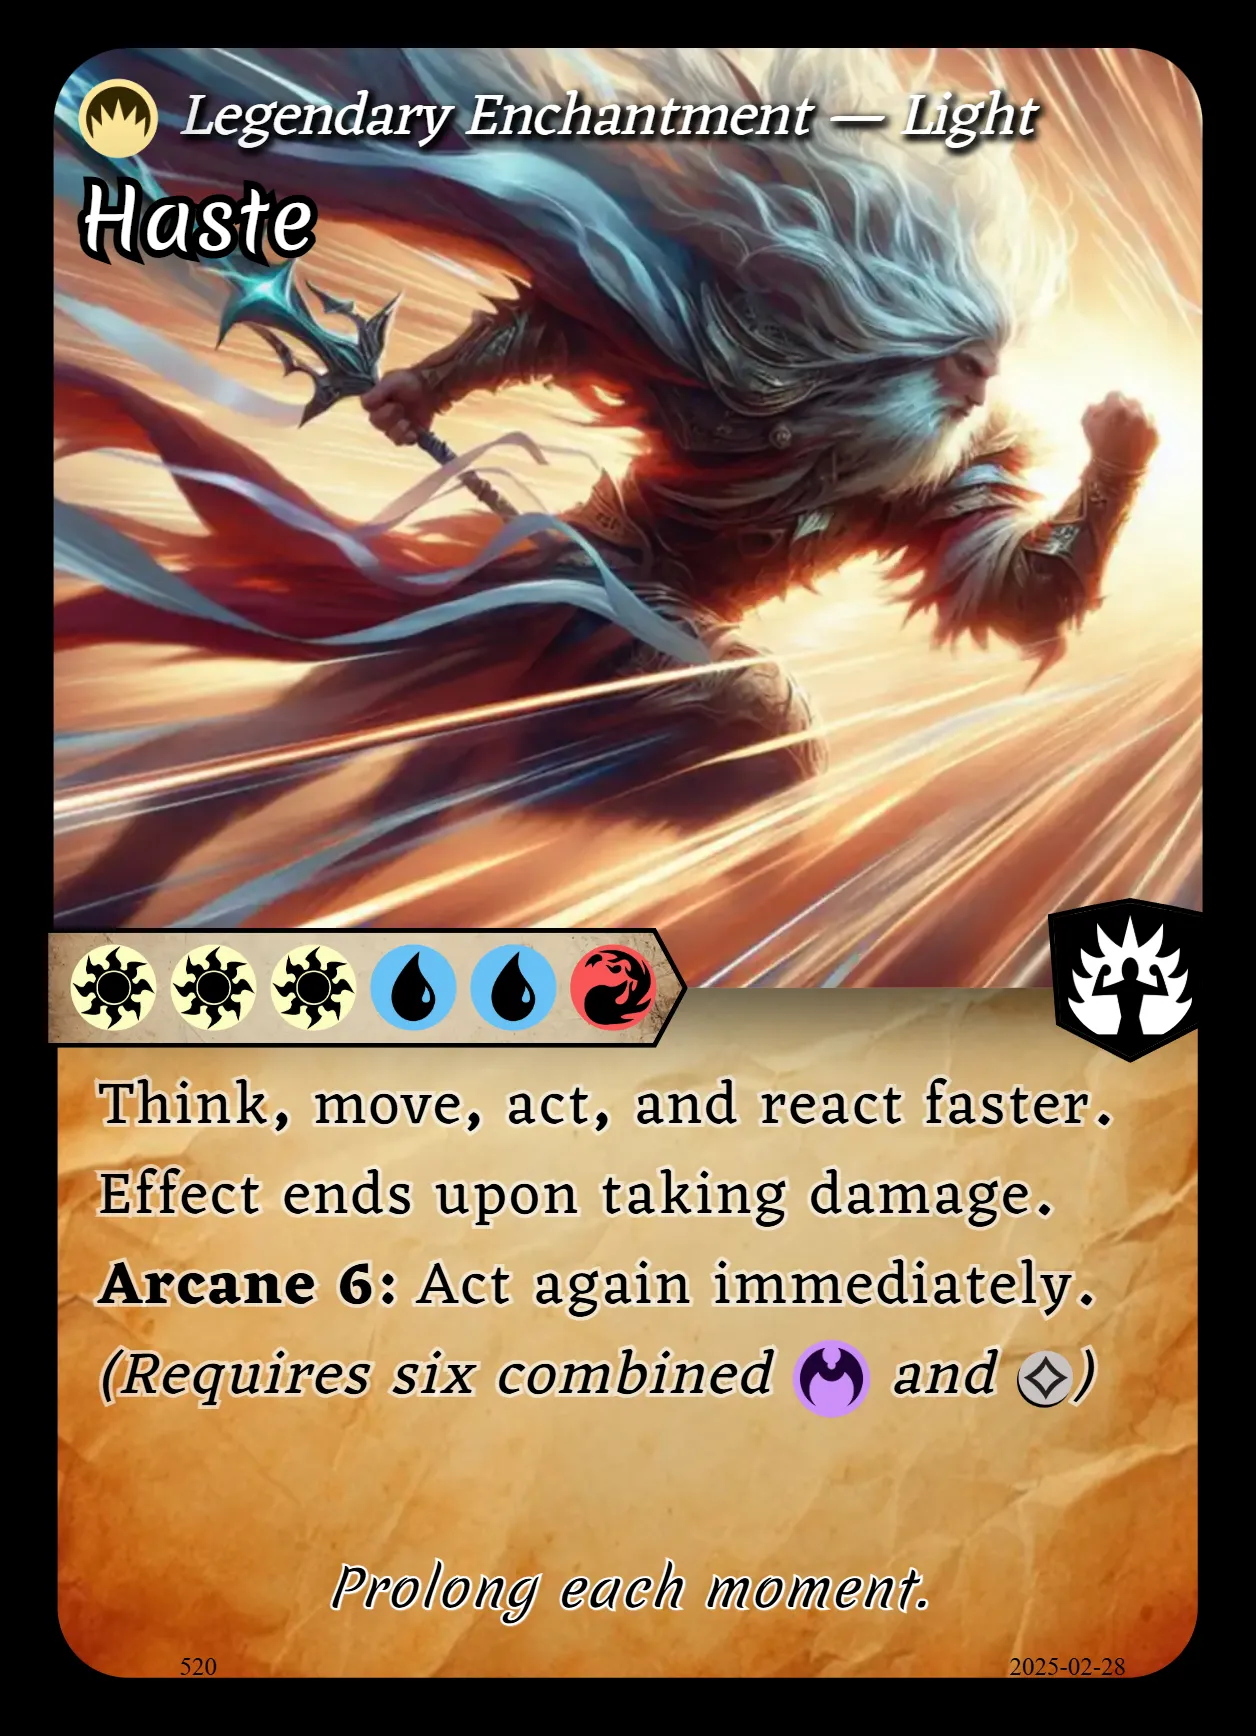 Legendary Enchantment — Light
Haste
Think, move, act, and react faster.
Effect ends upon taking damage.
Arcane 6: Act again immediately.
(Requires six combined and )
Prolong each moment.
520
2025-02-28